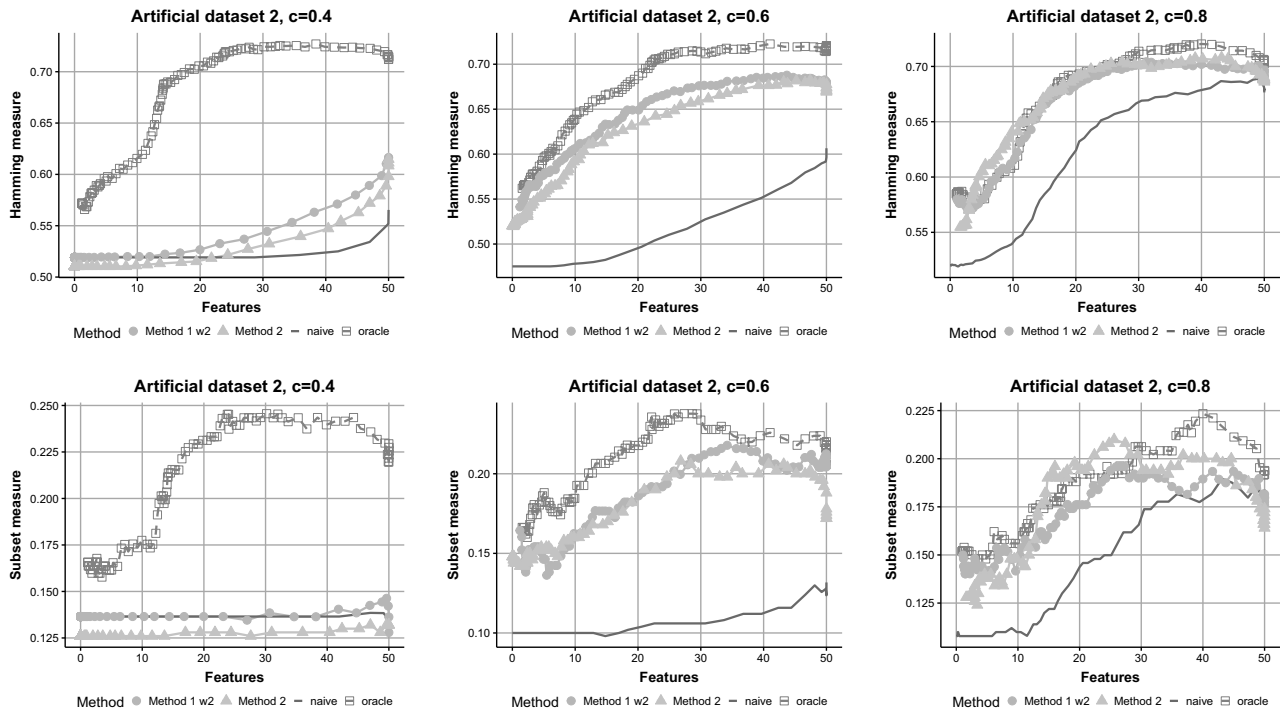 Artificial dataset 2, c=0.4
Hamming measure
0.70
0.65
0.60
0.55
0.50
0 10 20 30 40 50
Features
Method Method 1 w2 Method 2 naive oracle
Artificial dataset 2, c=0.6
Hamming measure
0.70
0.65
0.60
0.55
0.50
0 10 20 30 40 50
Features
Method Method 1 w2 Method 2 naive oracle
Artificial dataset 2, c=0.8
Hamming measure
0.70
0.65
0.60
0.55
0 10 20 30 40 50
Features
Method Method 1 w2 Method 2 naive oracle
Artificial dataset 2, c=0.4
Subset measure
0.250
0.225
0.200
0.175
0.150
0.125
0 10 20 30 40 50
Features
Method Method 1 w2 Method 2 naive oracle
Artificial dataset 2, c=0.6
Subset measure
0.20
0.15
0.10
0 10 20 30 40 50
Features
Method Method 1 w2 Method 2 naive oracle
Artificial dataset 2, c=0.8
Subset measure
0.225
0.200
0.175
0.150
0.125
0 10 20 30 40 50
Features
Method Method 1 w2 Method 2 naive oracle